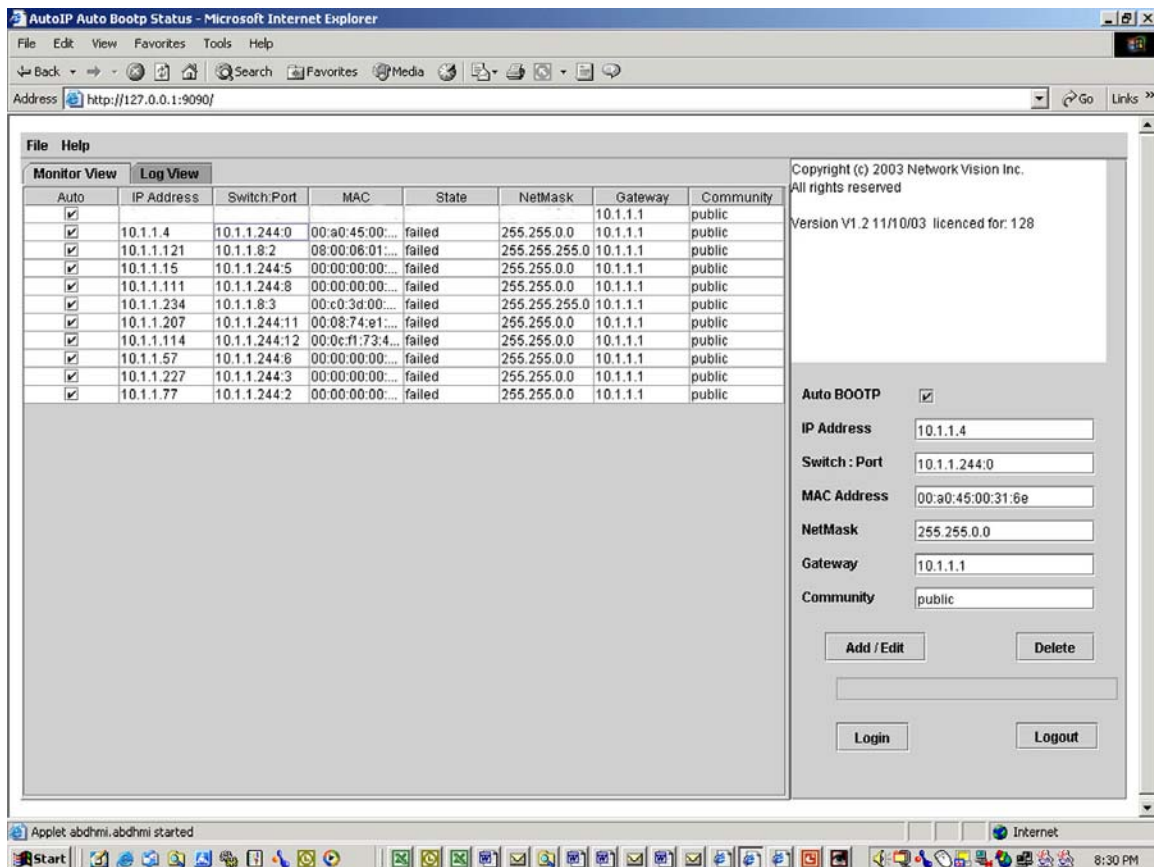 AutoIP Auto Bootp Status - Microsoft Internet Explorer
File Edit View Favorites Tools Help
Back Search Favorites Media
Address http://127.0.0.1:9090/ Go Links »
File Help
Monitor View Log View
Auto IP Address Switch:Port MAC State NetMask Gateway Community
10.1.1.1 public
10.1.1.4 10.1.1.244:0 00:a0:45:00:... failed 255.255.0.0 10.1.1.1 public
10.1.1.121 10.1.1.8:2 08:00:06:01:... failed 255.255.255.0 10.1.1.1 public
10.1.1.15 10.1.1.244:5 00:00:00:00:... failed 255.255.0.0 10.1.1.1 public
10.1.1.111 10.1.1.244:8 00:00:00:00:... failed 255.255.0.0 10.1.1.1 public
10.1.1.234 10.1.1.8:3 00:c0:3d:00:... failed 255.255.255.0 10.1.1.1 public
10.1.1.207 10.1.1.244:11 00:08:74:e1:... failed 255.255.0.0 10.1.1.1 public
10.1.1.114 10.1.1.244:12 00:0c:f1:73:4... failed 255.255.0.0 10.1.1.1 public
10.1.1.57 10.1.1.244:6 00:00:00:00:... failed 255.255.0.0 10.1.1.1 public
10.1.1.227 10.1.1.244:3 00:00:00:00:... failed 255.255.0.0 10.1.1.1 public
10.1.1.77 10.1.1.244:2 00:00:00:00:... failed 255.255.0.0 10.1.1.1 public
Copyright (c) 2003 Network Vision Inc.
All rights reserved
Version V1.2 11/10/03 licenced for: 128
Auto BOOTP
IP Address 10.1.1.4
Switch : Port 10.1.1.244:0
MAC Address 00:a0:45:00:31:6e
NetMask 255.255.0.0
Gateway 10.1.1.1
Community public
Add / Edit Delete
Login Logout
Applet abdhmi.abdhmi started Internet
Start 8:30 PM